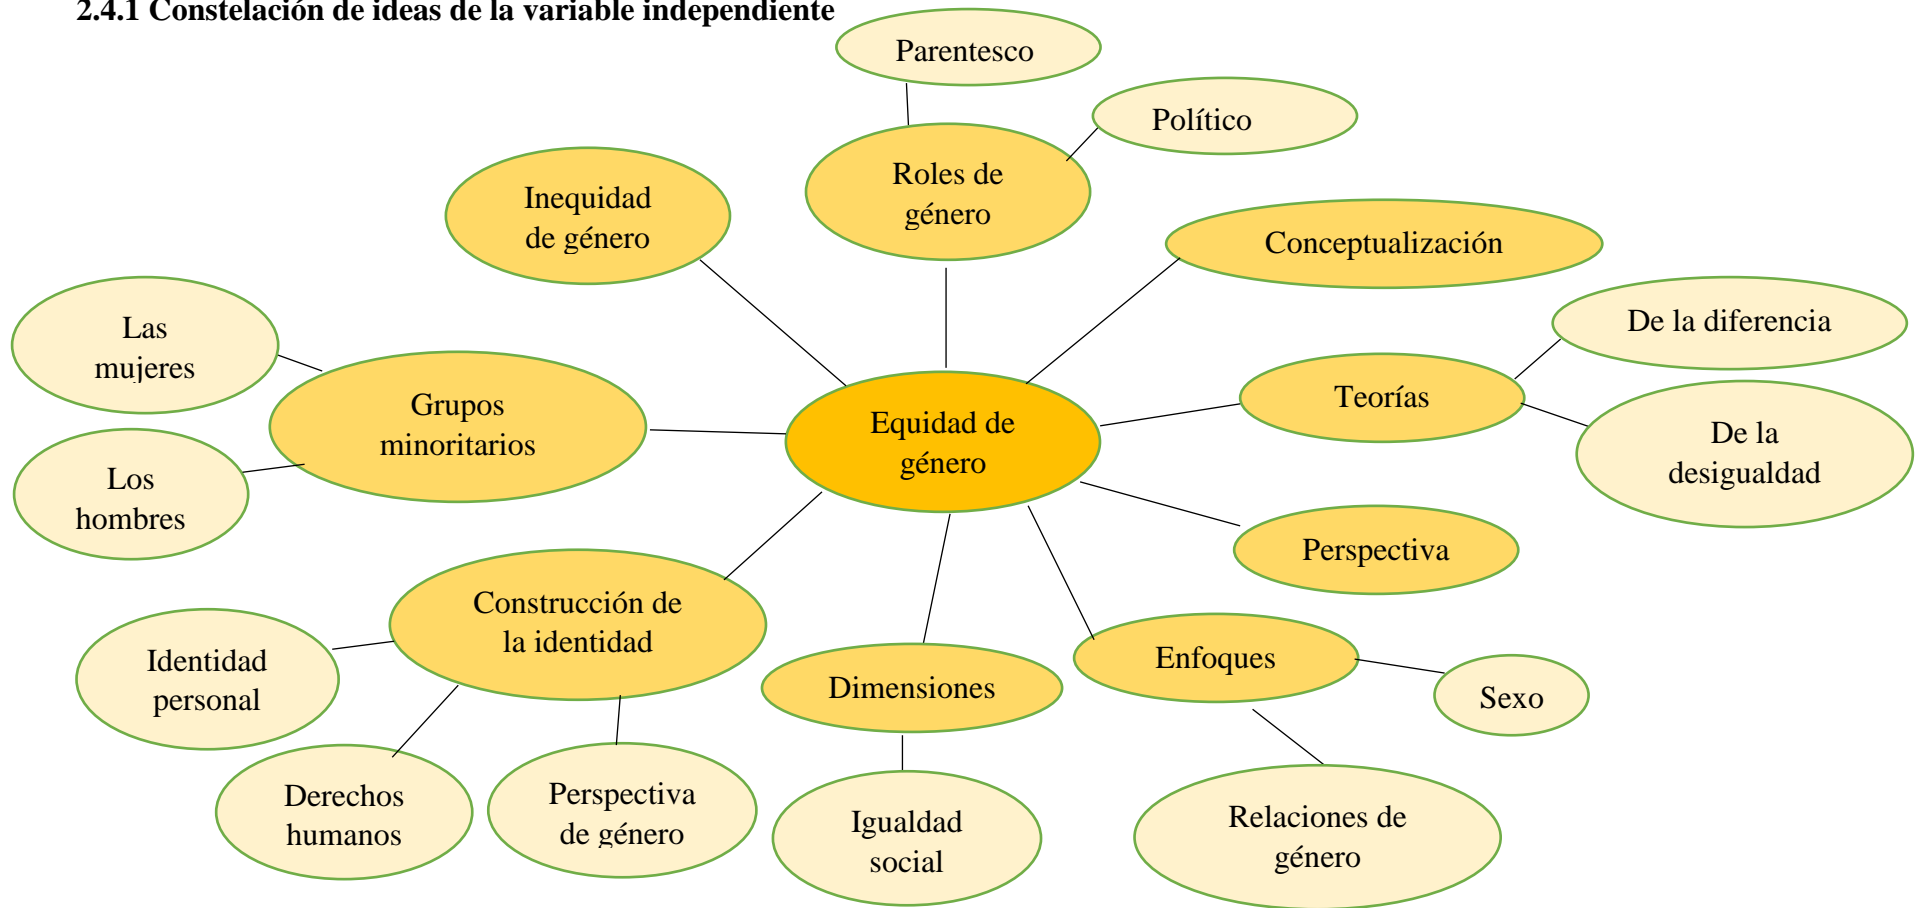 2.4.1 Constelación de ideas de la variable independiente
Parentesco
Político
Roles de
género
Inequidad
de género
Conceptualización
De la diferencia
Las
mujeres
Teorías
Grupos
minoritarios
Equidad de
género
De la
desigualdad
Los
hombres
Perspectiva
Construcción de
la identidad
Identidad
personal
Dimensiones
Enfoques
Sexo
Derechos
humanos
Perspectiva
de género
Igualdad
social
Relaciones de
género